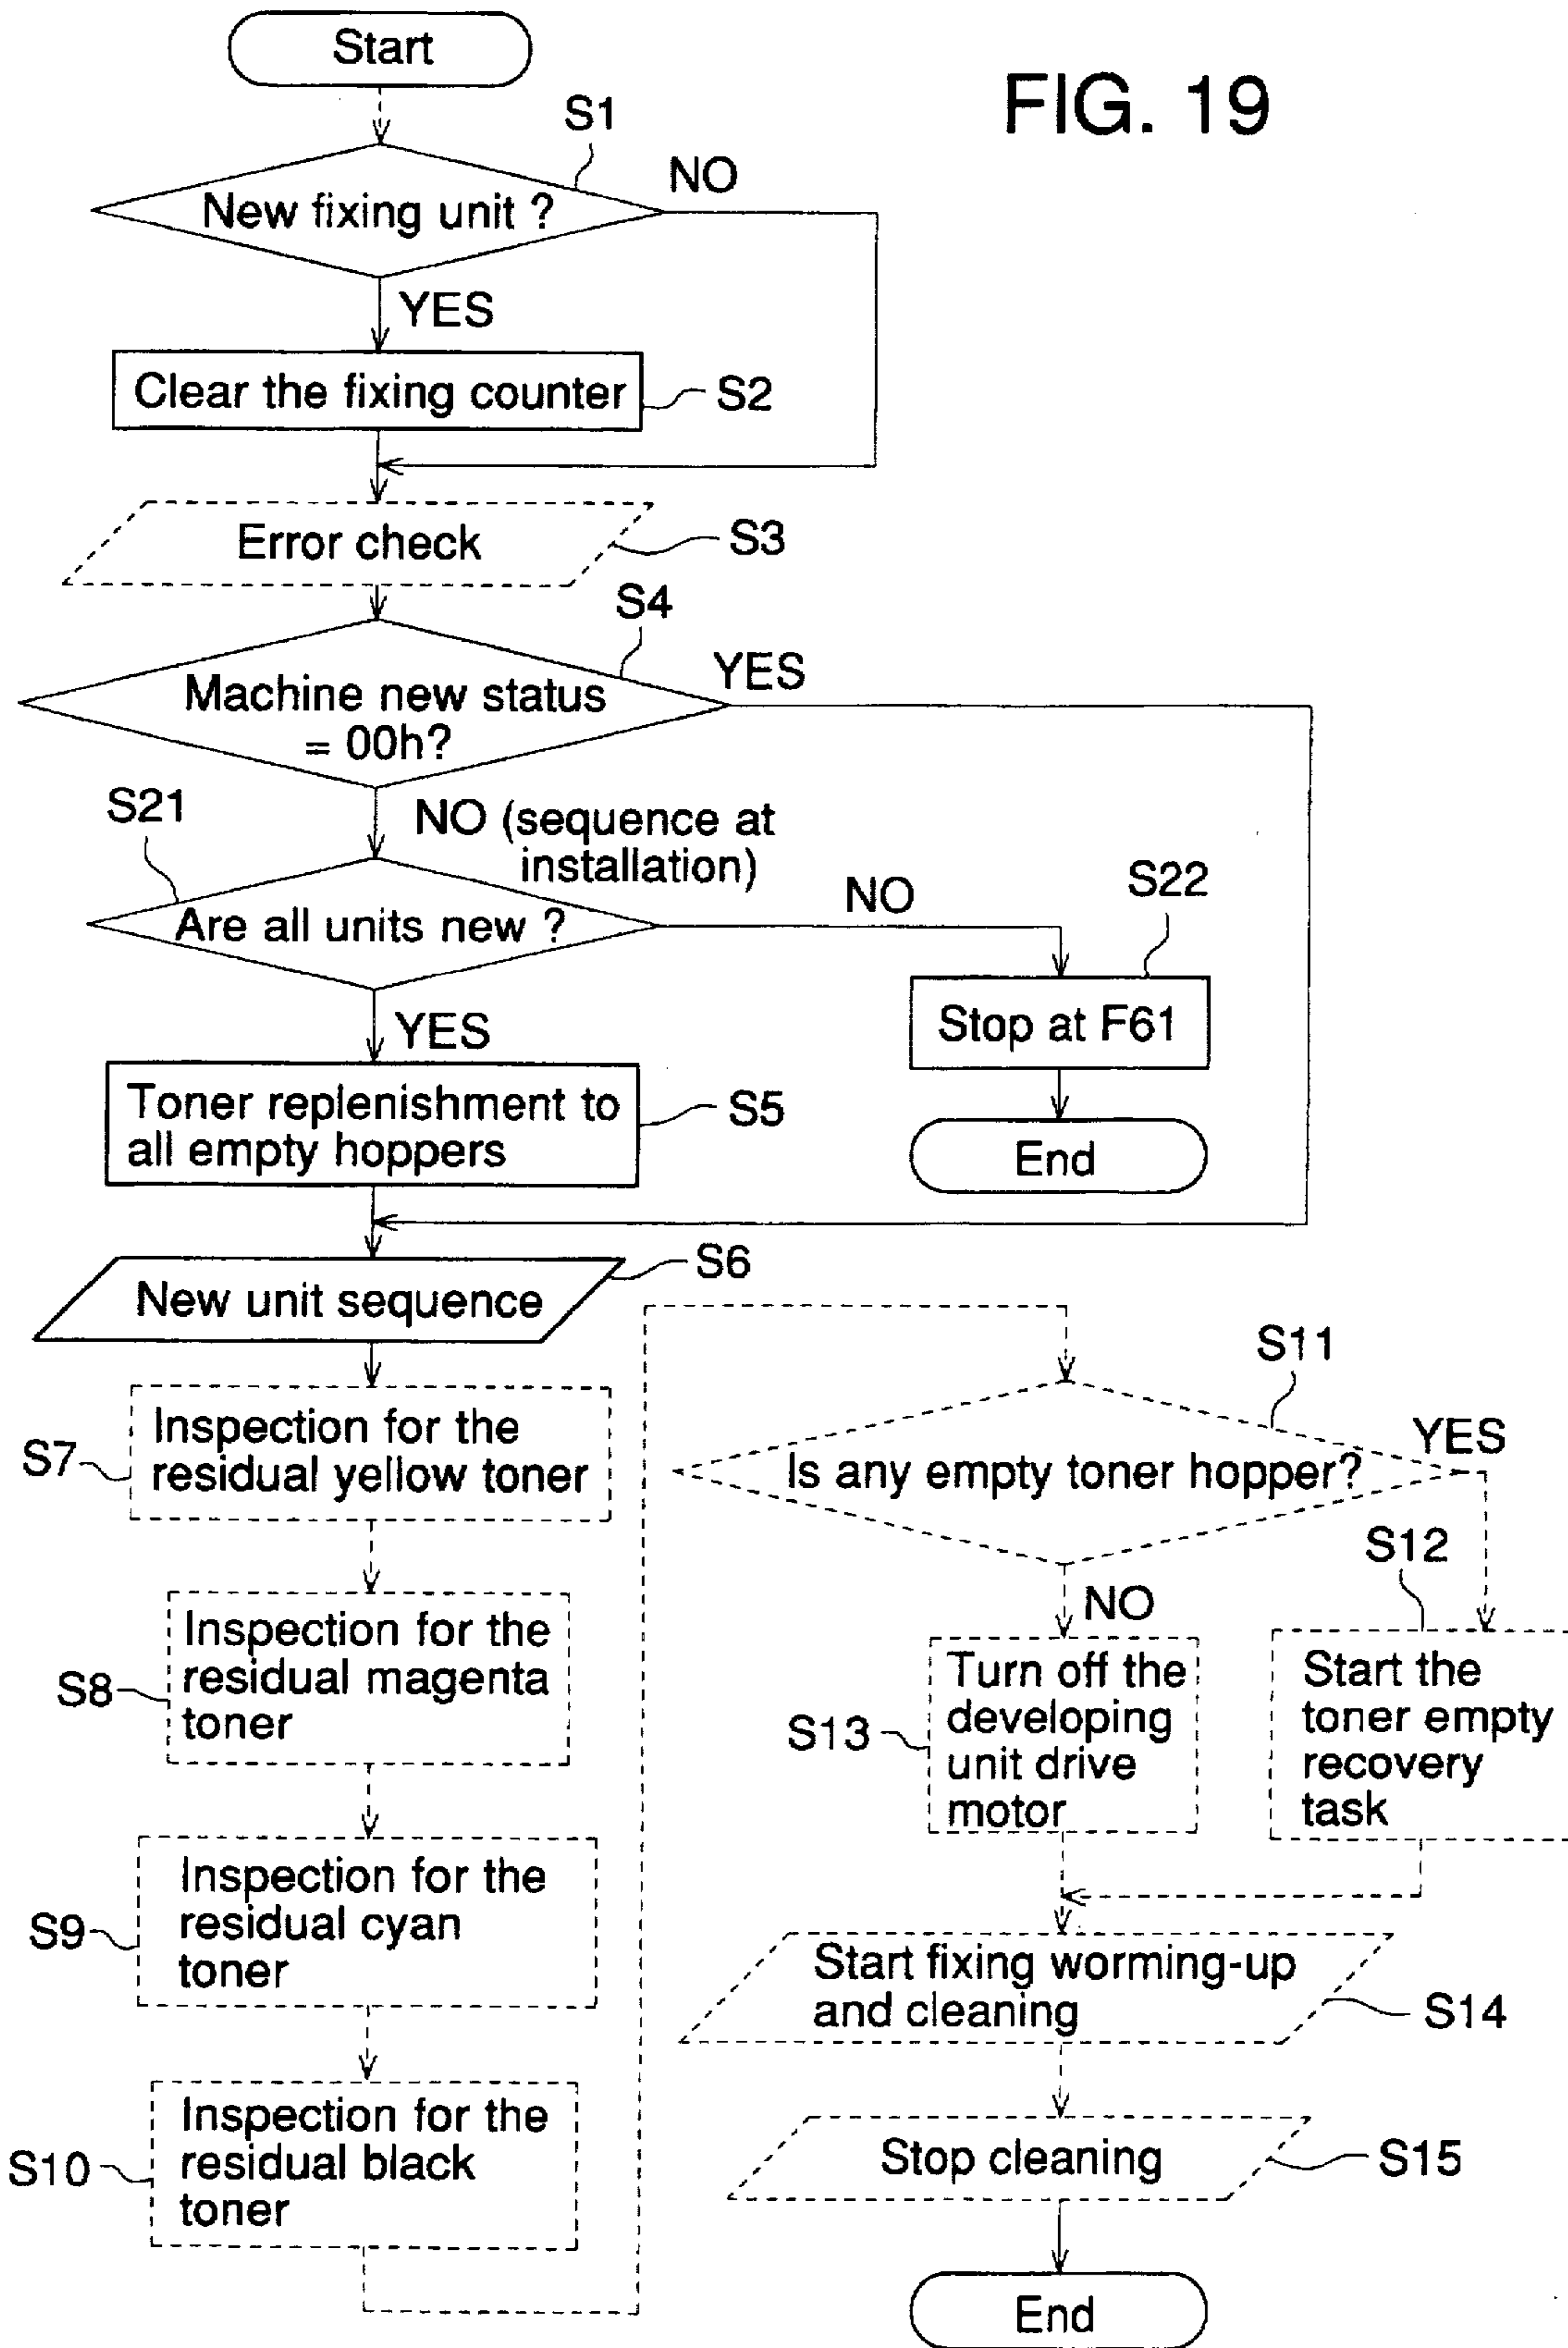 FIG. 19
Start
S1
New fixing unit ?
NO
YES
Clear the fixing counter
S2
Error check
S3
S4
Machine new status
= 00h?
YES
NO (sequence at
installation)
S21
Are all units new ?
NO
S22
Stop at F61
End
YES
Toner replenishment to
all empty hoppers
S5
New unit sequence
S6
S7
Inspection for the
residual yellow toner
S8
Inspection for the
residual magenta
toner
S9
Inspection for the
residual cyan
toner
S10
Inspection for the
residual black
toner
S11
Is any empty toner hopper?
YES
NO
S12
Start the
toner empty
recovery
task
S13
Turn off the
developing
unit drive
motor
Start fixing worming-up
and cleaning
S14
Stop cleaning
S15
End